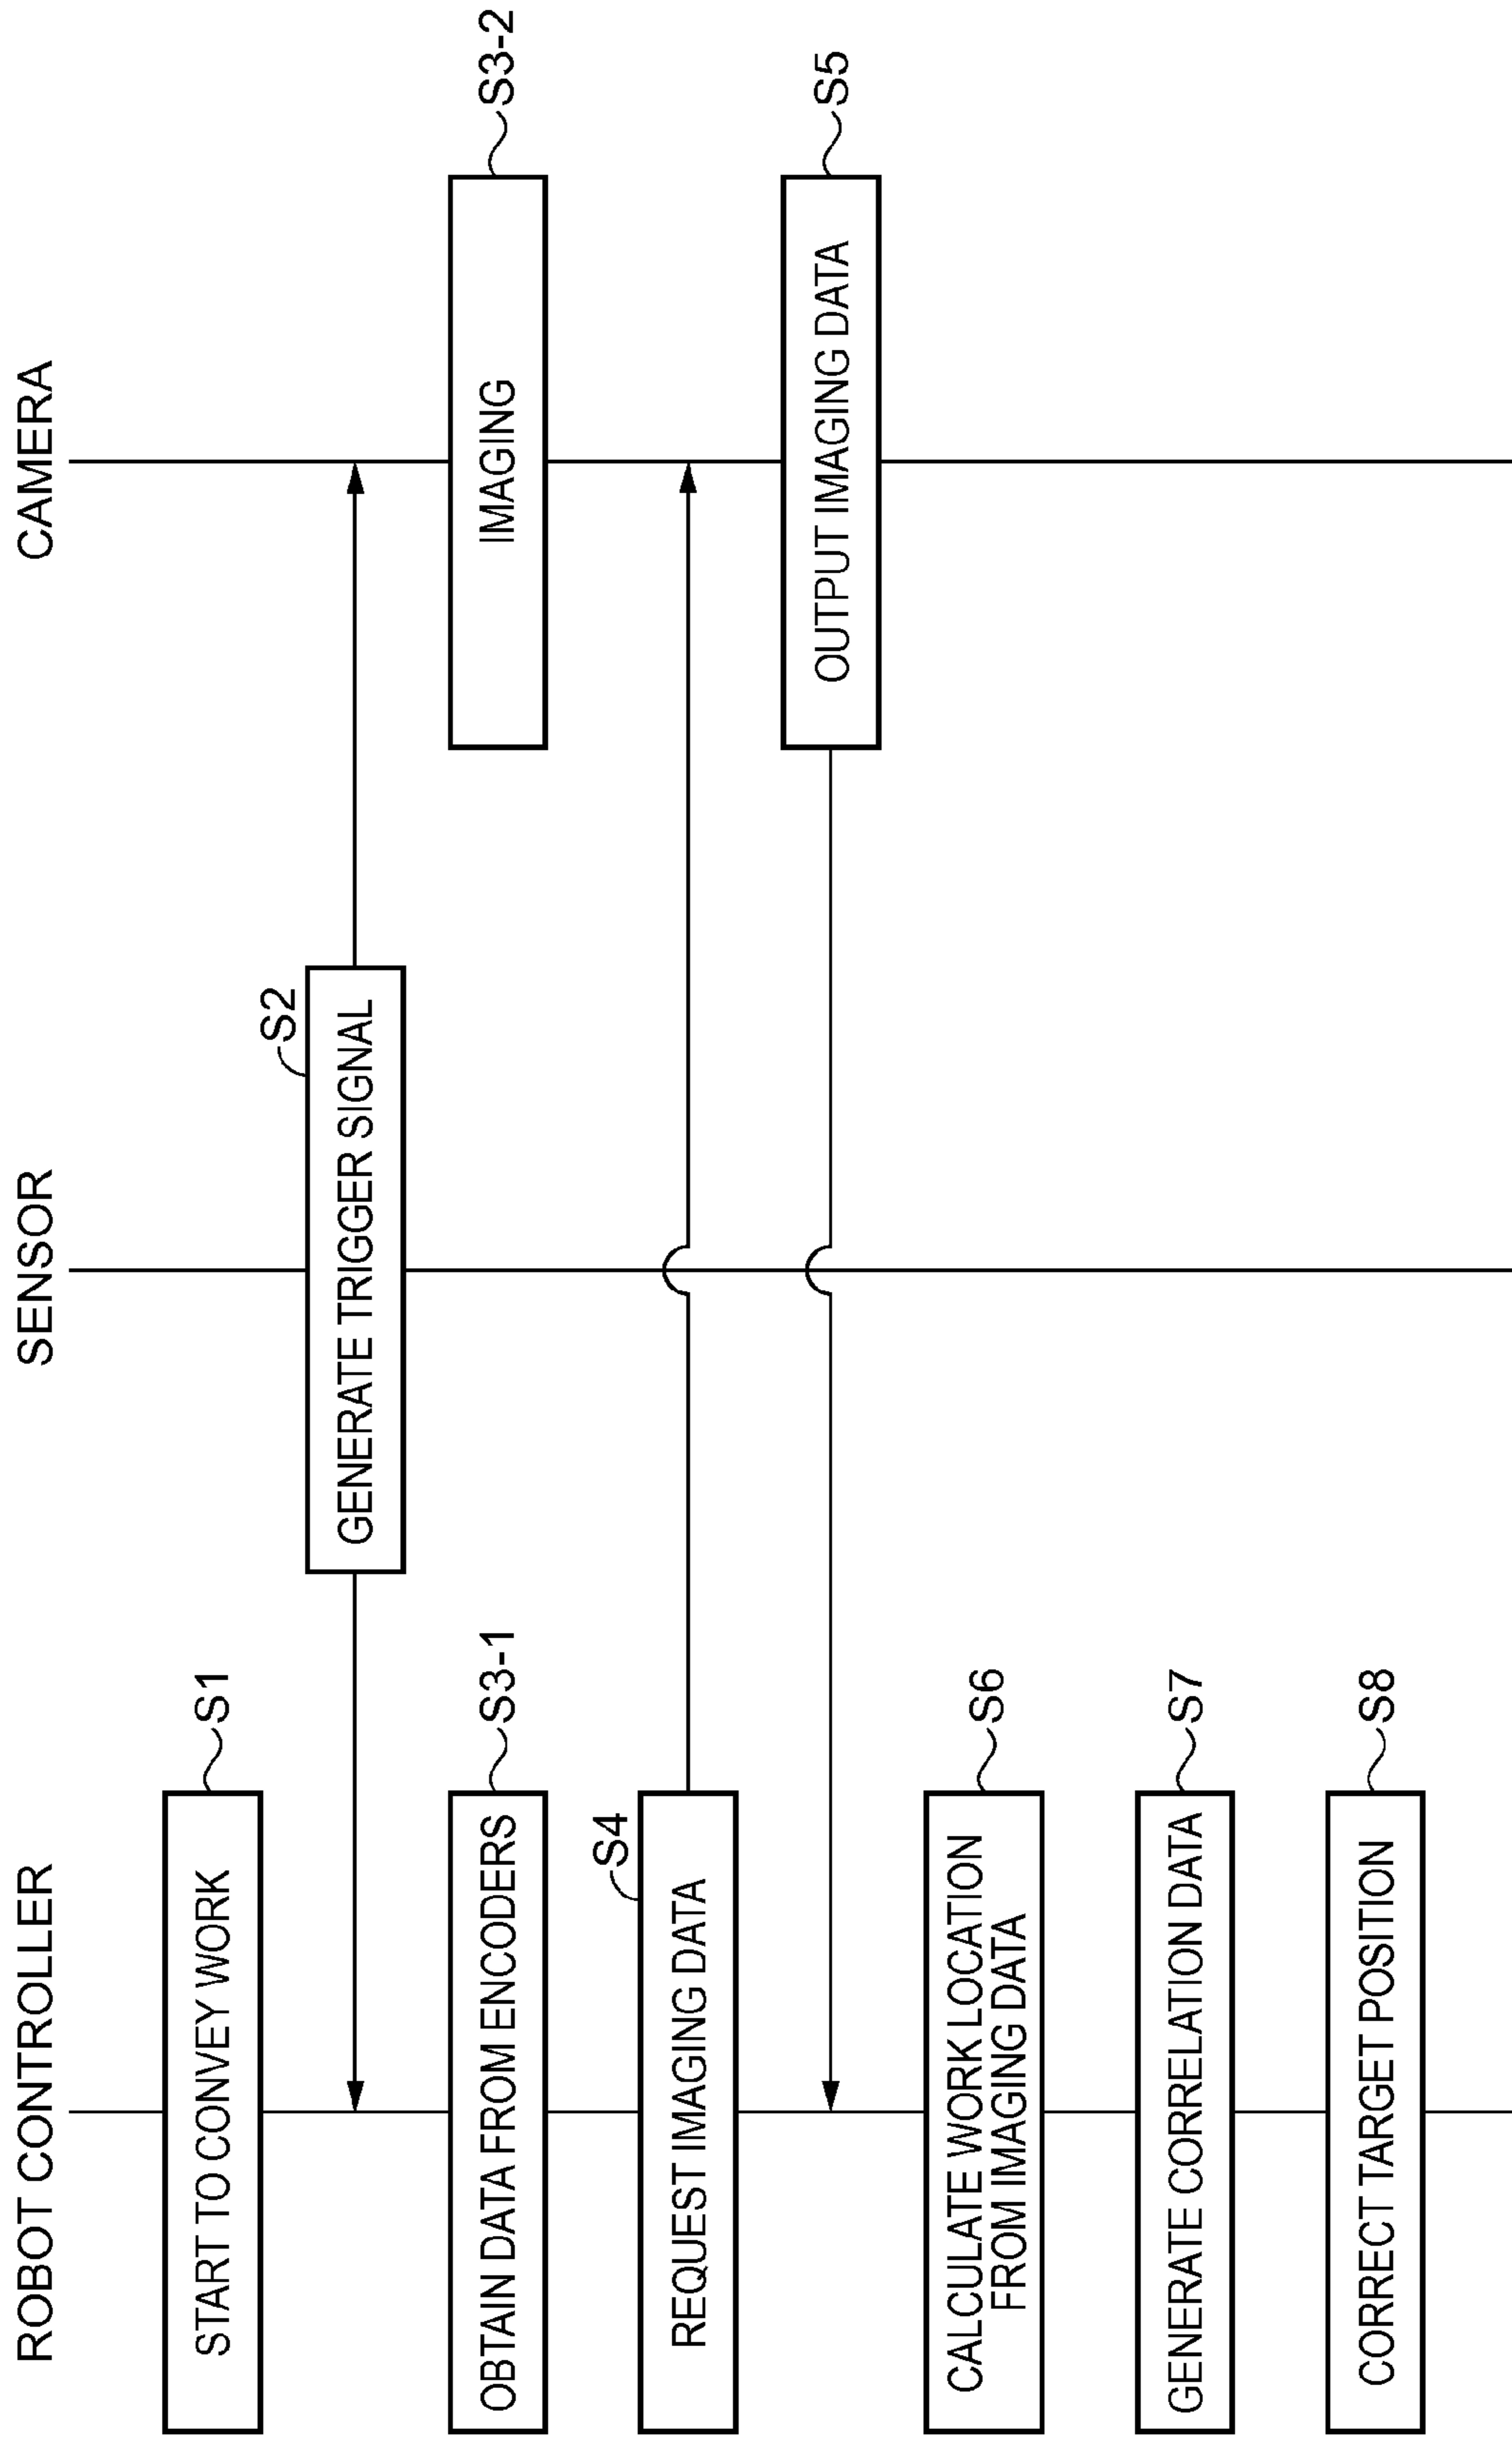 ROBOT CONTROLLER
SENSOR
CAMERA
START TO CONVEY WORK
S1
GENERATE TRIGGER SIGNAL
S2
OBTAIN DATA FROM ENCODERS
S3-1
IMAGING
S3-2
REQUEST IMAGING DATA
S4
OUTPUT IMAGING DATA
S5
CALCULATE WORK LOCATION
FROM IMAGING DATA
S6
GENERATE CORRELATION DATA
S7
CORRECT TARGET POSITION
S8